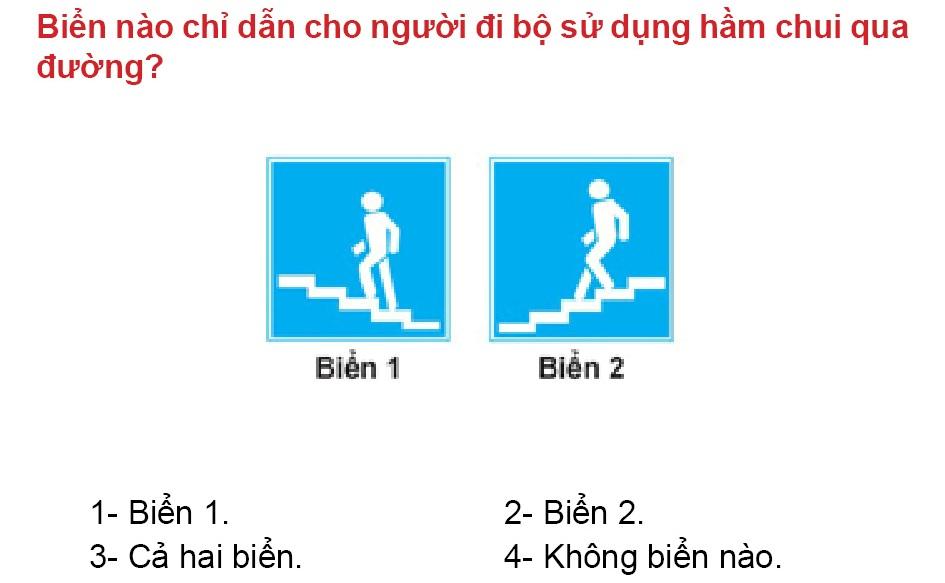 Biển nào chỉ dẫn cho người đi bộ sử dụng hầm chui qua
đường?
Biển 1
Biển 2
1- Biển 1.
2- Biển 2.
3- Cả hai biển.
4- Không biển nào.